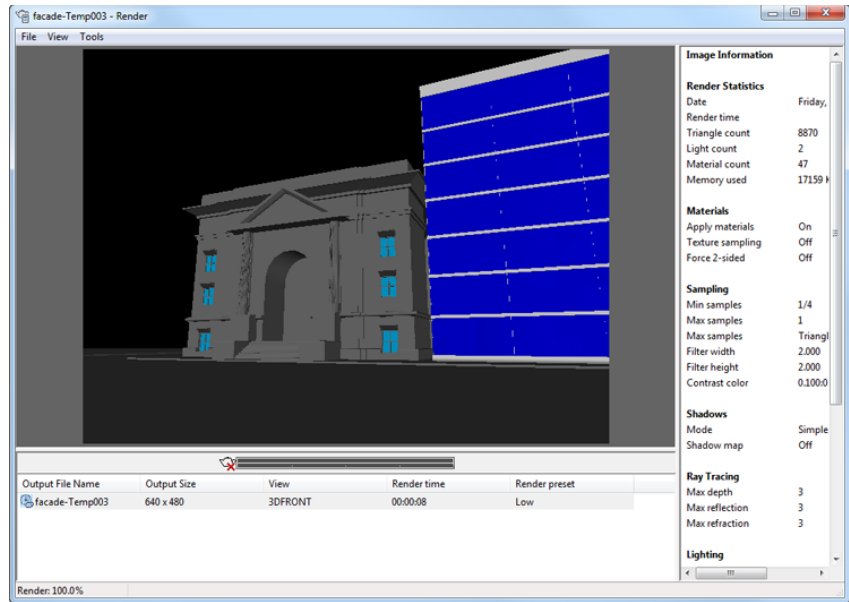 facade-Temp003 - Render
File View Tools
Image Information
Render Statistics
Date Friday,
Render time
Triangle count 8870
Light count 2
Material count 47
Memory used 17159 K
Materials
Apply materials On
Texture sampling Off
Force 2-sided Off
Sampling
Min samples 1/4
Max samples 1
Max samples Triangl
Filter width 2.000
Filter height 2.000
Contrast color 0.100:0
Shadows
Mode Simple
Shadow map Off
Ray Tracing
Max depth 3
Max reflection 3
Max refraction 3
Lighting
Output File Name Output Size View Render time Render preset
facade-Temp003 640 x 480 3DFRONT 00:00:08 Low
Render: 100.0%